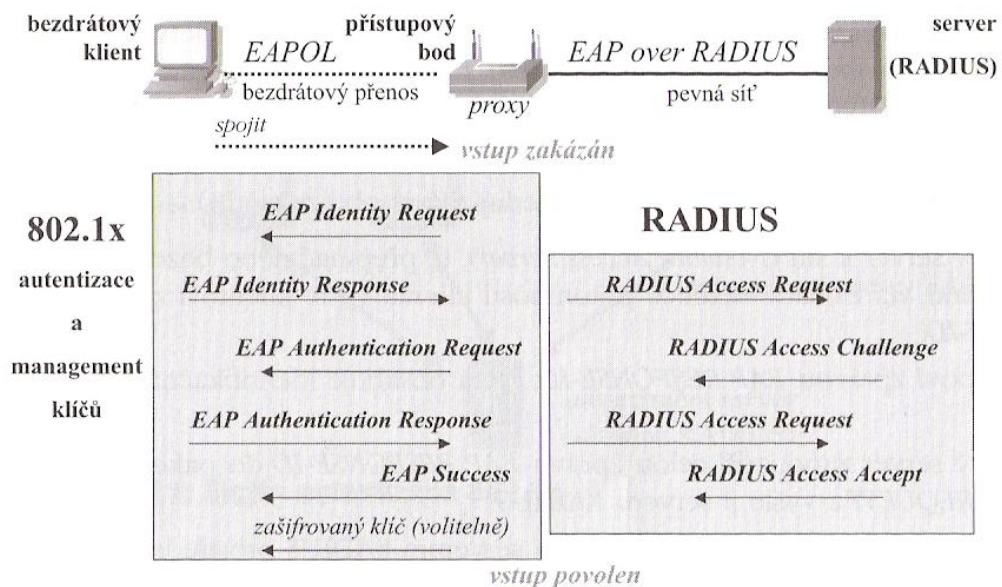 bezdrátový
klient
EAPOL
bezdrátový přenos
přístupový
bod
proxy
EAP over RADIUS
pevná síť
server
(RADIUS)
spojit
vstup zakázán
802.1x
autentizace
a
management
klíčů
RADIUS
EAP Identity Request
EAP Identity Response
RADIUS Access Request
EAP Authentication Request
RADIUS Access Challenge
EAP Authentication Response
RADIUS Access Request
EAP Success
RADIUS Access Accept
zašifrovaný klíč (volitelně)
vstup povolen